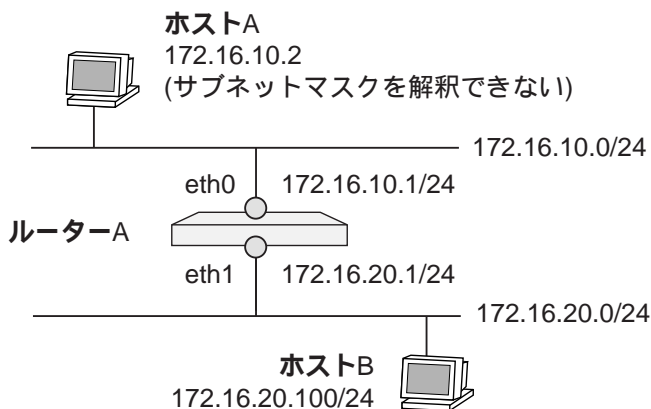 ホストA
172.16.10.2
(サブネットマスクを解釈できない)
172.16.10.0/24
eth0 172.16.10.1/24
ルーターA
eth1 172.16.20.1/24
172.16.20.0/24
ホストB
172.16.20.100/24